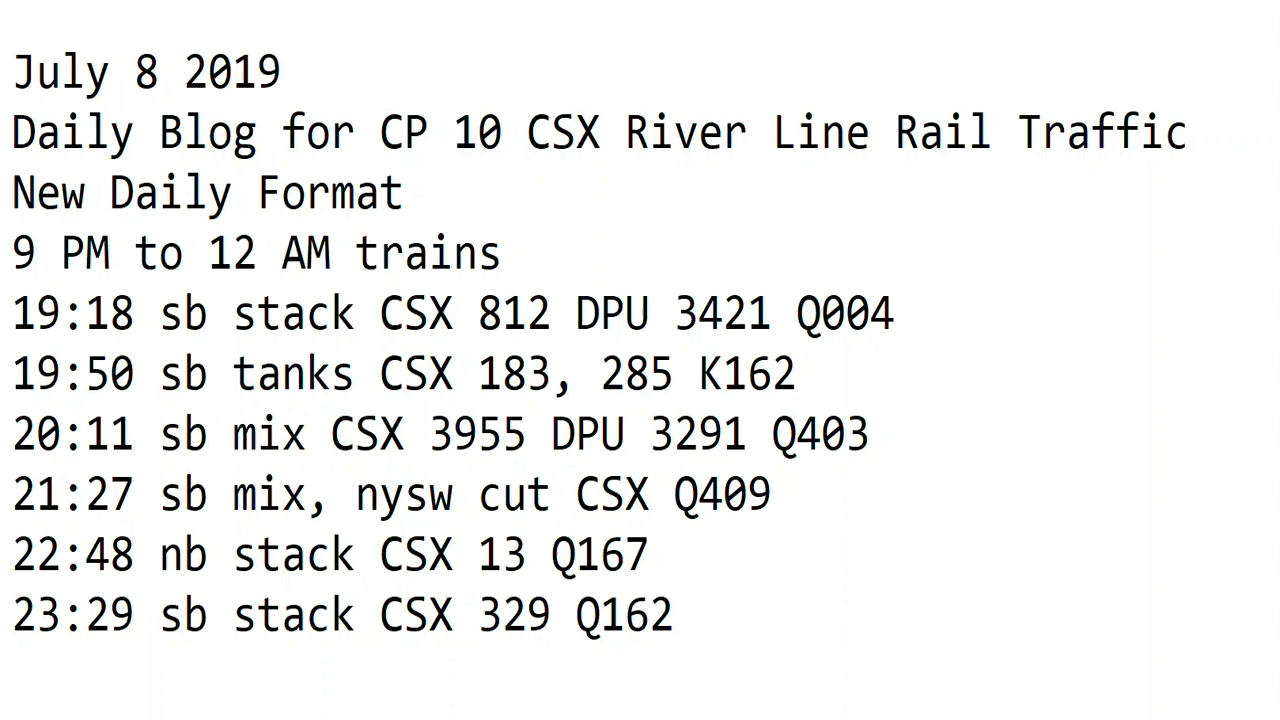 July 8 2019
Daily Blog for CP 10 CSX River Line Rail Traffic
New Daily Format
9 PM to 12 AM trains
19:18 sb stack CSX 812 DPU 3421 Q004
19:50 sb tanks CSX 183, 285 K162
20:11 sb mix CSX 3955 DPU 3291 Q403
21:27 sb mix, nysw cut CSX Q409
22:48 nb stack CSX 13 Q167
23:29 sb stack CSX 329 Q162